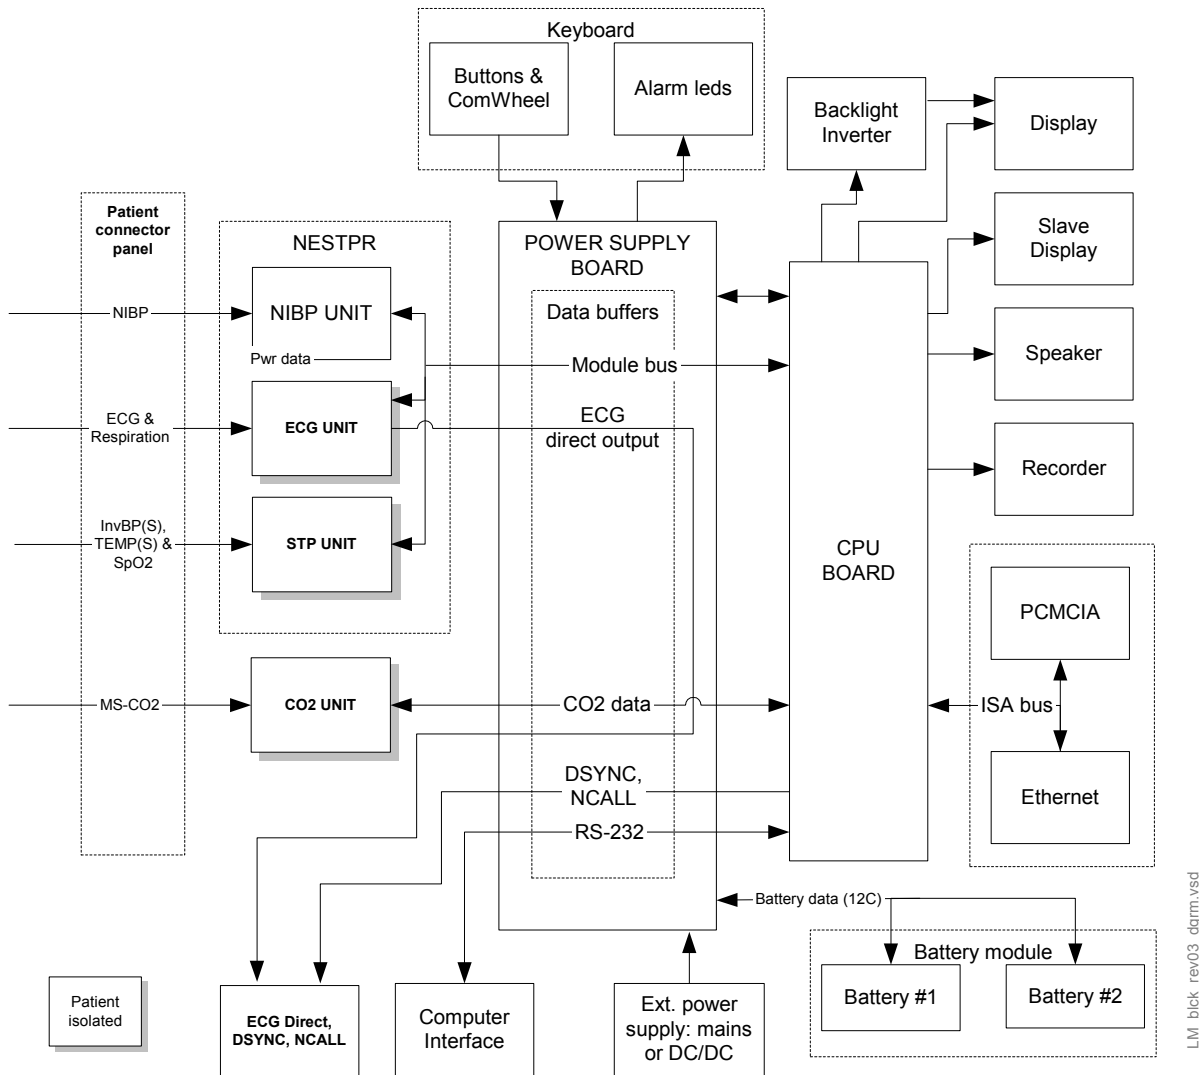 Keyboard
Buttons &
ComWheel
Alarm leds
Backlight
Inverter
Display
Patient
connector
panel
NESTPR
POWER SUPPLY
BOARD
Slave
Display
NIBP
NIBP UNIT
Data buffers
Pwr data
Module bus
Speaker
ECG &
Respiration
ECG UNIT
ECG
direct output
Recorder
InvBP(S),
TEMP(S) &
SpO2
STP UNIT
CPU
BOARD
PCMCIA
MS-CO2
CO2 UNIT
CO2 data
ISA bus
DSYNC,
NCALL
Ethernet
RS-232
Battery data (12C)
Battery module
Battery #1
Battery #2
Patient
isolated
ECG Direct,
DSYNC, NCALL
Computer
Interface
Ext. power
supply: mains
or DC/DC
LM_blck_rev03_darm.vsd